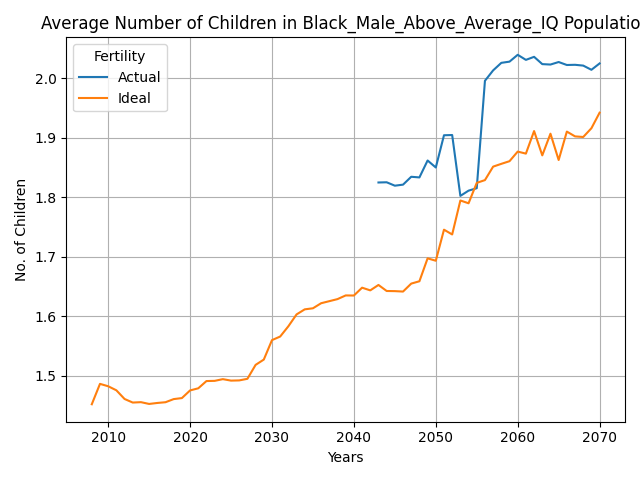 Average Number of Children in Black_Male_Above_Average_IQ Populatio
Fertility
Actual
Ideal
No. of Children
2.0
1.9
1.8
1.7
1.6
1.5
2010 2020 2030 2040 2050 2060 2070
Years